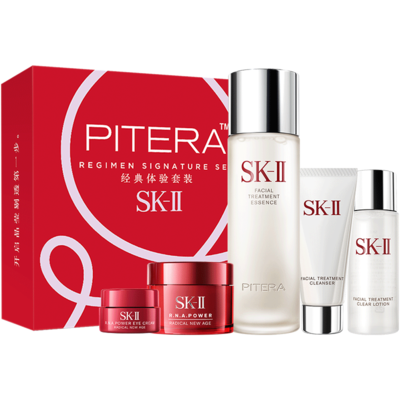 PITERA™
REGIMEN SIGNATURE SE
经典体验套装
SK-II
SK-II
FACIAL
TREATMENT
ESSENCE
PITERA
SK-II
FACIAL TREATMENT
CLEANSER
SK-II
FACIAL TREATMENT
CLEAR LOTION
SK-II
R.N.A.POWER EYE CREAM
RADICAL NEW AGE
SK-II
R.N.A.POWER
RADICAL NEW AGE